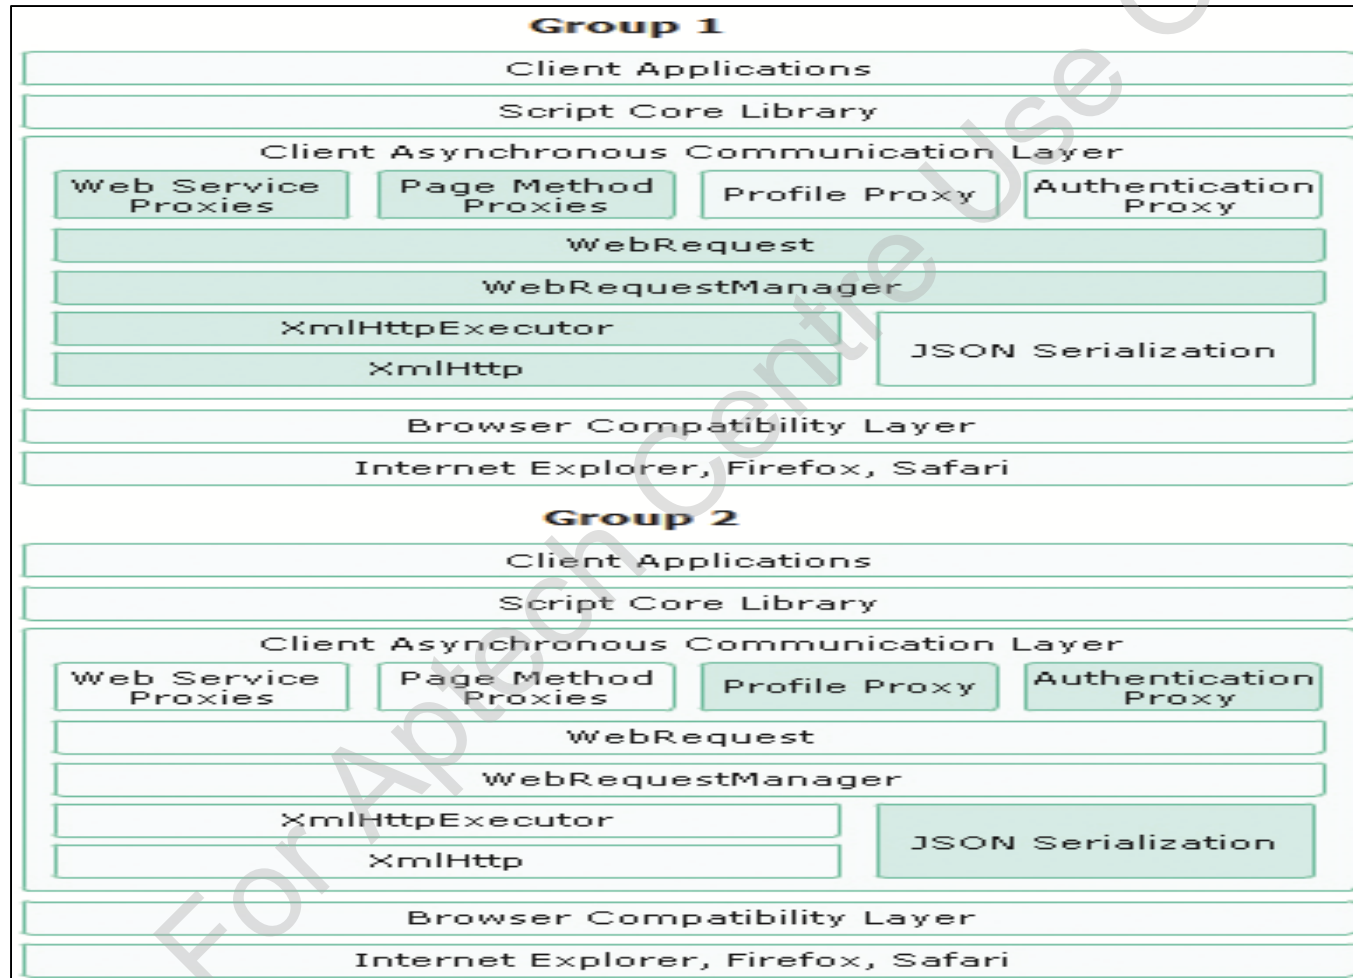 Group 1
Client Applications
Script Core Library
Client Asynchronous Communication Layer
Web Service Proxies
Page Method Proxies
Profile Proxy
Authentication Proxy
WebRequest
WebRequestManager
XmlHttpExecutor
JSON Serialization
XmlHttp
Browser Compatibility Layer
Internet Explorer, Firefox, Safari
Group 2
Client Applications
Script Core Library
Client Asynchronous Communication Layer
Web Service Proxies
Page Method Proxies
Profile Proxy
Authentication Proxy
WebRequest
WebRequestManager
XmlHttpExecutor
JSON Serialization
XmlHttp
Browser Compatibility Layer
Internet Explorer, Firefox, Safari
For Aptech Centre Use